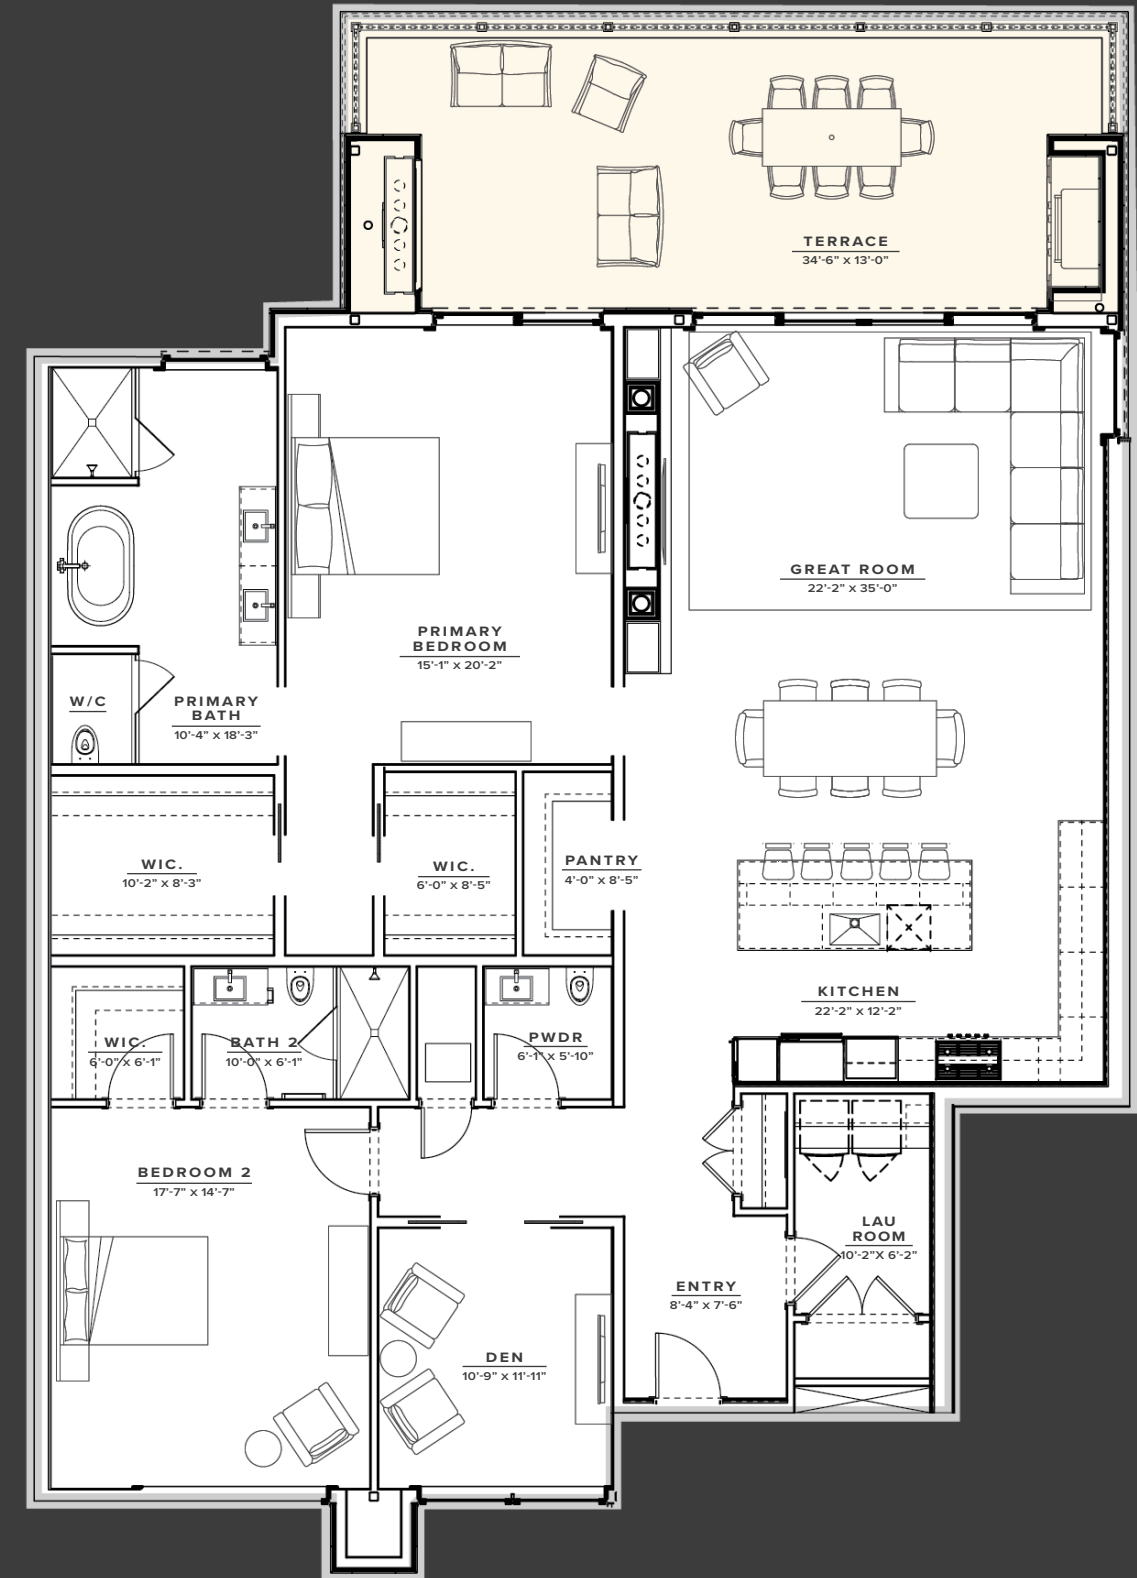 TERRACE
34'-6" x 13'-0"
GREAT ROOM
22'-2" x 35'-0"
PRIMARY
BEDROOM
15'-1" x 20'-2"
W/C
PRIMARY
BATH
10'-4" x 18'-3"
WIC.
10'-2" x 8'-3"
WIC.
6'-0" x 8'-5"
PANTRY
4'-0" x 8'-5"
KITCHEN
22'-2" x 12'-2"
WIC.
6'-0" x 6'-1"
BATH 2
10'-0" x 6'-1"
PWDR
6'-1" x 5'-10"
BEDROOM 2
17'-7" x 14'-7"
LAU
ROOM
10'-2"X 6'-2"
ENTRY
8'-4" x 7'-6"
DEN
10'-9" x 11'-11"